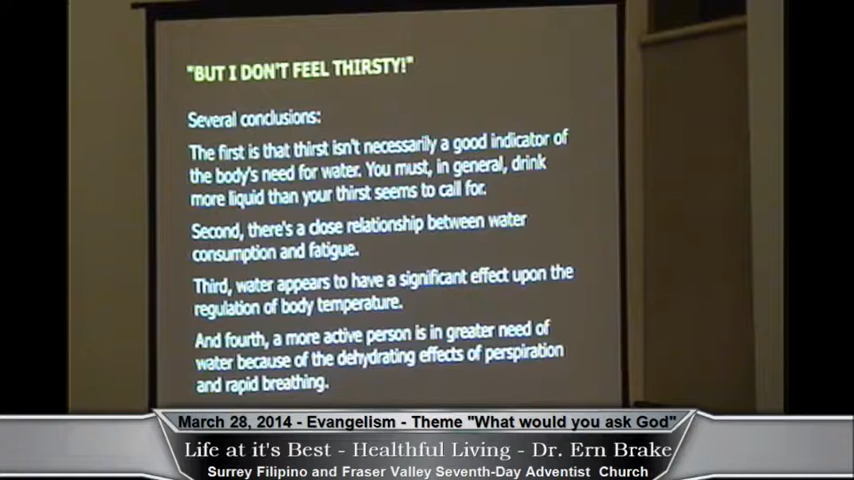 "BUT I DON'T FEEL THIRSTY!"
Several conclusions:
The first is that thirst isn't necessarily a good indicator of
the body's need for water. You must, in general, drink
more liquid than your thirst seems to call for.
Second, there's a close relationship between water
consumption and fatigue.
Third, water appears to have a significant effect upon the
regulation of body temperature.
And fourth, a more active person is in greater need of
water because of the dehydrating effects of perspiration
and rapid breathing.
March 28, 2014 - Evangelism - Theme "What would you ask God"
Life at it's Best - Healthful Living - Dr. Ern Brake
Surrey Filipino and Fraser Valley Seventh-Day Adventist Church